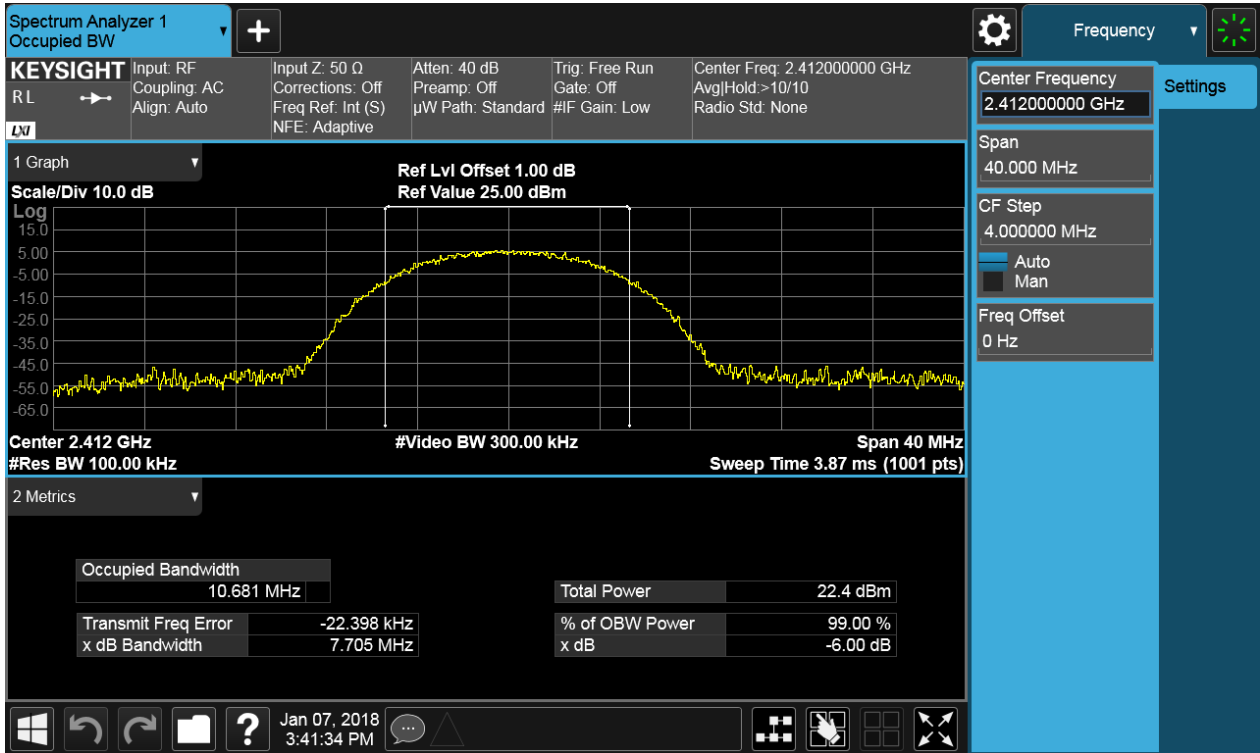 Spectrum Analyzer 1
Occupied BW
+
Frequency
KEYSIGHT
RL
LXI
Input: RF
Coupling: AC
Align: Auto
Input Z: 50 Ω
Corrections: Off
Freq Ref: Int (S)
NFE: Adaptive
Atten: 40 dB
Preamp: Off
µW Path: Standard
Trig: Free Run
Gate: Off
#IF Gain: Low
Center Freq: 2.412000000 GHz
Avg|Hold:>10/10
Radio Std: None
Center Frequency
2.412000000 GHz
Settings
Span
40.000 MHz
CF Step
4.000000 MHz
Auto
Man
Freq Offset
0 Hz
1 Graph
Scale/Div 10.0 dB
Ref Lvl Offset 1.00 dB
Ref Value 25.00 dBm
Log
15.0
5.00
-5.00
-15.0
-25.0
-35.0
-45.0
-55.0
-65.0
Center 2.412 GHz
#Video BW 300.00 kHz
Span 40 MHz
#Res BW 100.00 kHz
Sweep Time 3.87 ms (1001 pts)
2 Metrics
Occupied Bandwidth
10.681 MHz
Total Power 22.4 dBm
Transmit Freq Error -22.398 kHz
% of OBW Power 99.00 %
x dB Bandwidth 7.705 MHz
x dB -6.00 dB
?
Jan 07, 2018
3:41:34 PM